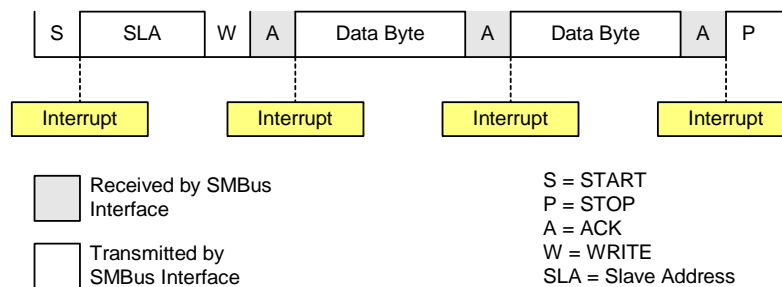 S SLA W A Data Byte A Data Byte A P
Interrupt Interrupt Interrupt Interrupt
Received by SMBus
Interface
Transmitted by
SMBus Interface
S = START
P = STOP
A = ACK
W = WRITE
SLA = Slave Address